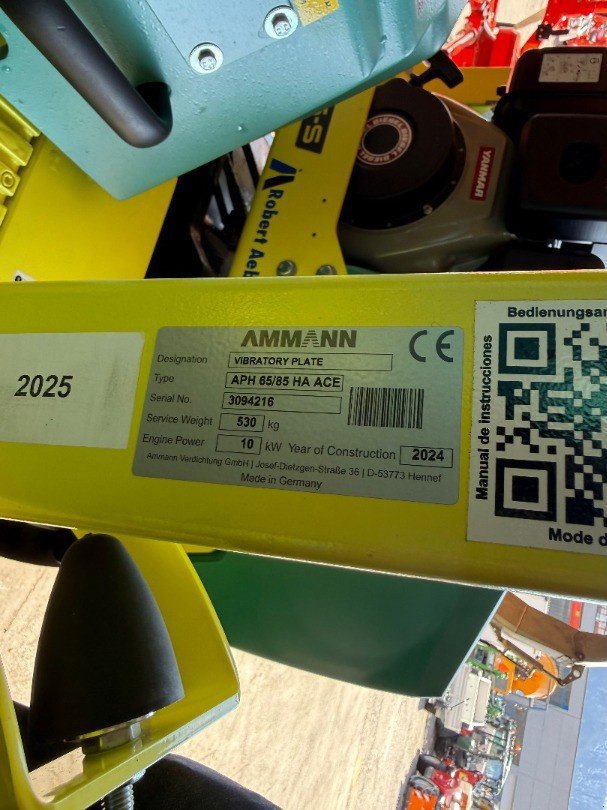 T-S
Robert Aeb
YANMAR
DIESEL
2025
AMMANN
CE
Designation VIBRATORY PLATE
Type APH 65/85 HA ACE
Serial No. 3094216
Service Weight 530 kg
Engine Power 10 kW Year of Construction 2024
Ammann Verdichtung GmbH | Josef-Dietzgen-Straße 36 | D-53773 Hennef
Made in Germany
Bedienungsan
Manual de instrucciones
Mode d